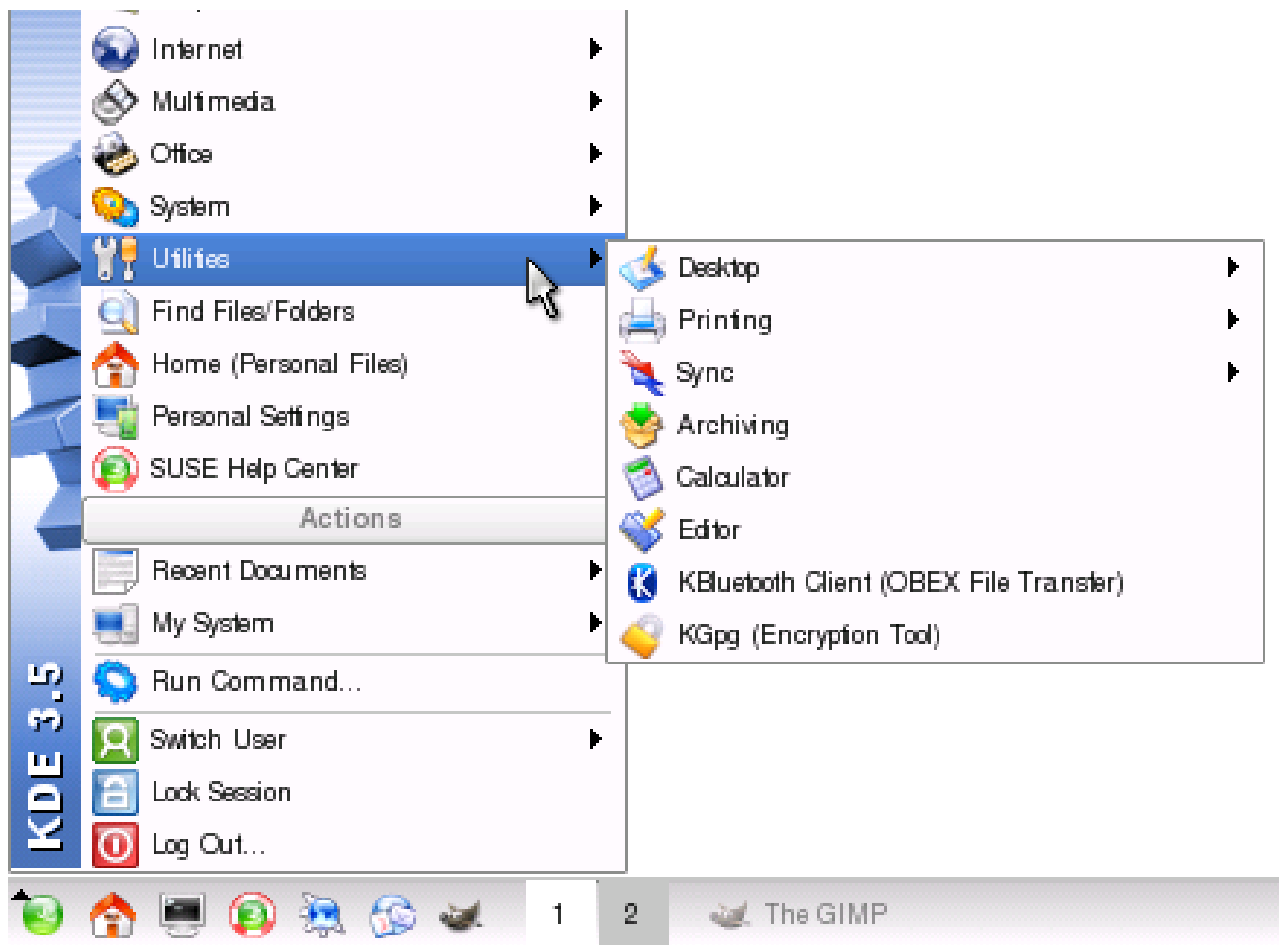 Internet
Multimedia
Office
System
Utilities
Find Files/Folders
Home (Personal Files)
Personal Settings
SUSE Help Center
Actions
Recent Documents
My System
Run Command...
Switch User
Lock Session
Log Out...
KDE 3.5
Desktop
Printing
Sync
Archiving
Calculator
Editor
KBluetooth Client (OBEX File Transfer)
KGpg (Encryption Tool)
1
2
The GIMP